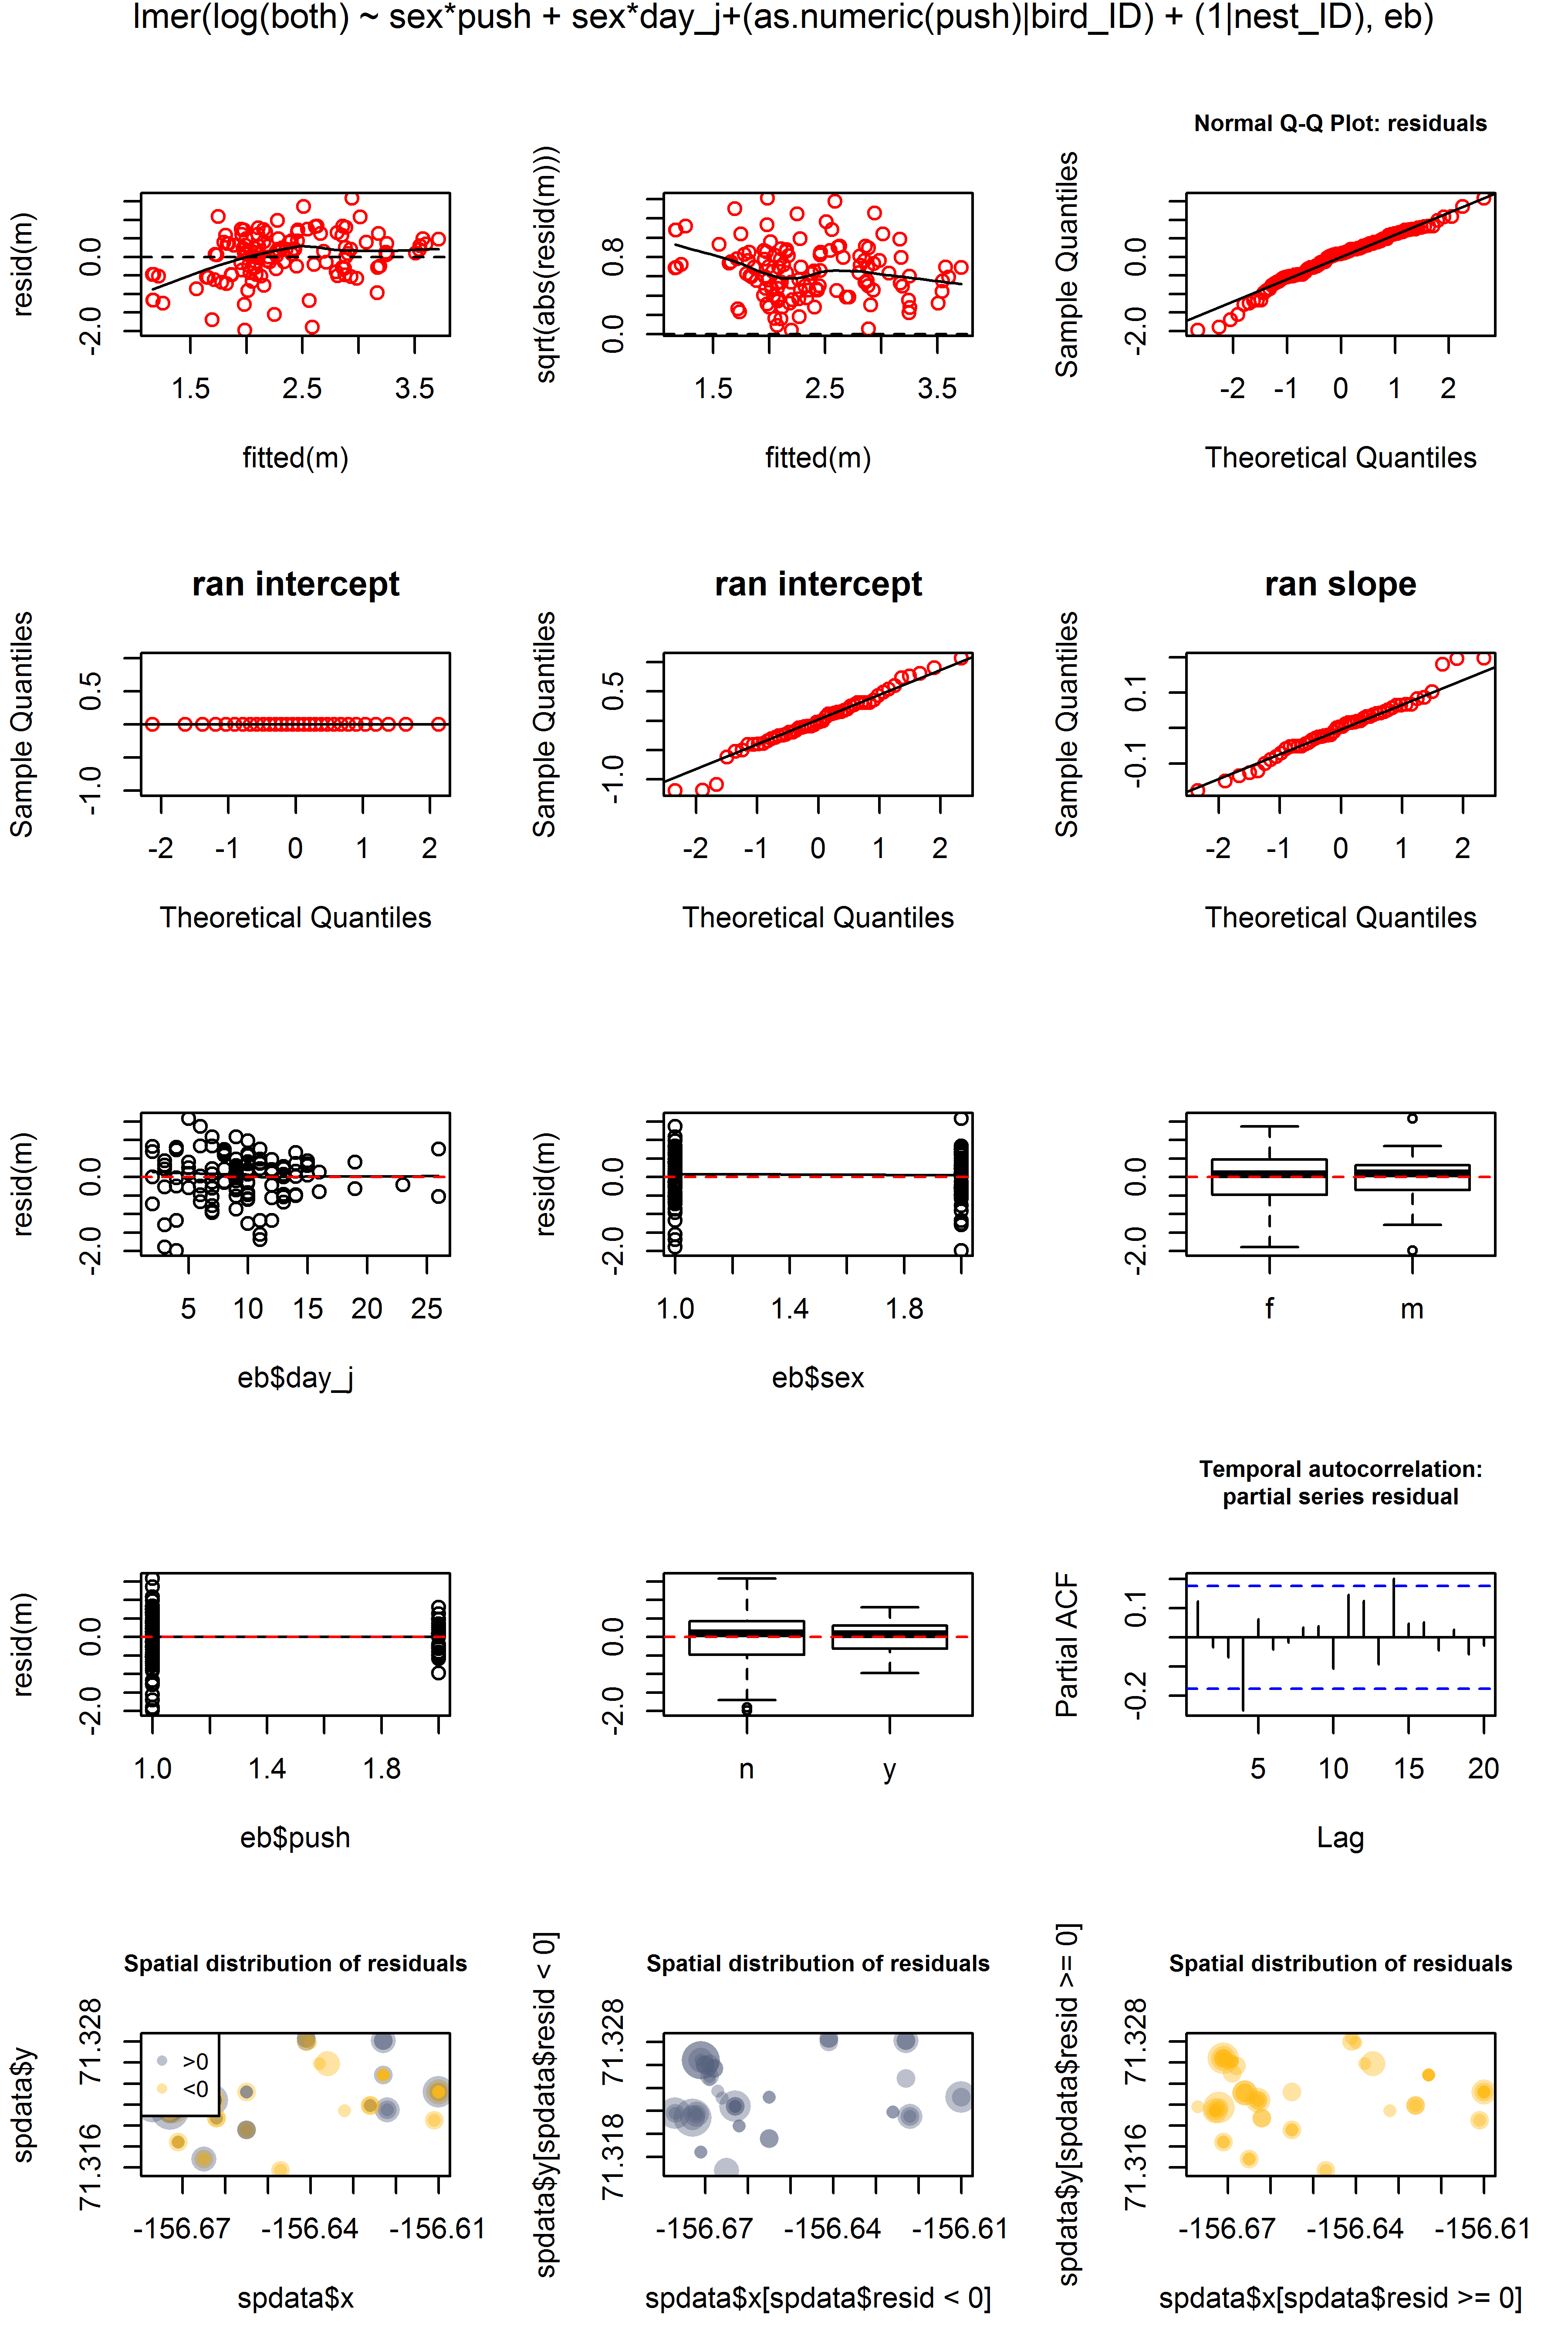 lmer(log(both) ~ sex*push + sex*day_j+(as.numeric(push)|bird_ID) + (1|nest_ID), eb)
resid(m)
0.0
-2.0
1.5 2.5 3.5
fitted(m)
sqrt(abs(resid(m)))
0.8
0.0
1.5 2.5 3.5
fitted(m)
Normal Q-Q Plot: residuals
Sample Quantiles
0.0
-2.0
-2 -1 0 1 2
Theoretical Quantiles
ran intercept
Sample Quantiles
0.5
-1.0
-2 -1 0 1 2
Theoretical Quantiles
ran intercept
Sample Quantiles
0.5
-1.0
-2 -1 0 1 2
Theoretical Quantiles
ran slope
Sample Quantiles
0.1
-0.1
-2 -1 0 1 2
Theoretical Quantiles
resid(m)
0.0
-2.0
5 10 15 20 25
eb$day_j
resid(m)
0.0
-2.0
1.0 1.4 1.8
eb$sex
0.0
-2.0
f m
resid(m)
0.0
-2.0
1.0 1.4 1.8
eb$push
0.0
-2.0
n y
Temporal autocorrelation:
partial series residual
Partial ACF
0.1
-0.2
5 10 15 20
Lag
Spatial distribution of residuals
spdata$y
71.328
71.316
>0
<0
-156.67 -156.64 -156.61
spdata$x
Spatial distribution of residuals
spdata$y[spdata$resid < 0]
71.328
71.318
-156.67 -156.64 -156.61
spdata$x[spdata$resid < 0]
Spatial distribution of residuals
spdata$y[spdata$resid >= 0]
71.328
71.316
-156.67 -156.64 -156.61
spdata$x[spdata$resid >= 0]